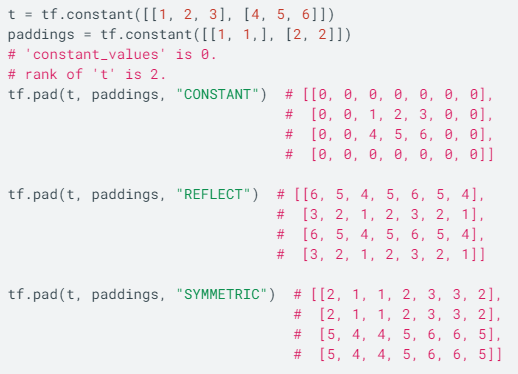 t = tf.constant([[1, 2, 3], [4, 5, 6]])
paddings = tf.constant([[1, 1,], [2, 2]])
# 'constant_values' is 0.
# rank of 't' is 2.
tf.pad(t, paddings, "CONSTANT")  # [[0, 0, 0, 0, 0, 0, 0],
                                 #  [0, 0, 1, 2, 3, 0, 0],
                                 #  [0, 0, 4, 5, 6, 0, 0],
                                 #  [0, 0, 0, 0, 0, 0, 0]]
tf.pad(t, paddings, "REFLECT")  # [[6, 5, 4, 5, 6, 5, 4],
                                #  [3, 2, 1, 2, 3, 2, 1],
                                #  [6, 5, 4, 5, 6, 5, 4],
                                #  [3, 2, 1, 2, 3, 2, 1]]
tf.pad(t, paddings, "SYMMETRIC")  # [[2, 1, 1, 2, 3, 3, 2],
                                  #  [2, 1, 1, 2, 3, 3, 2],
                                  #  [5, 4, 4, 5, 6, 6, 5],
                                  #  [5, 4, 4, 5, 6, 6, 5]]